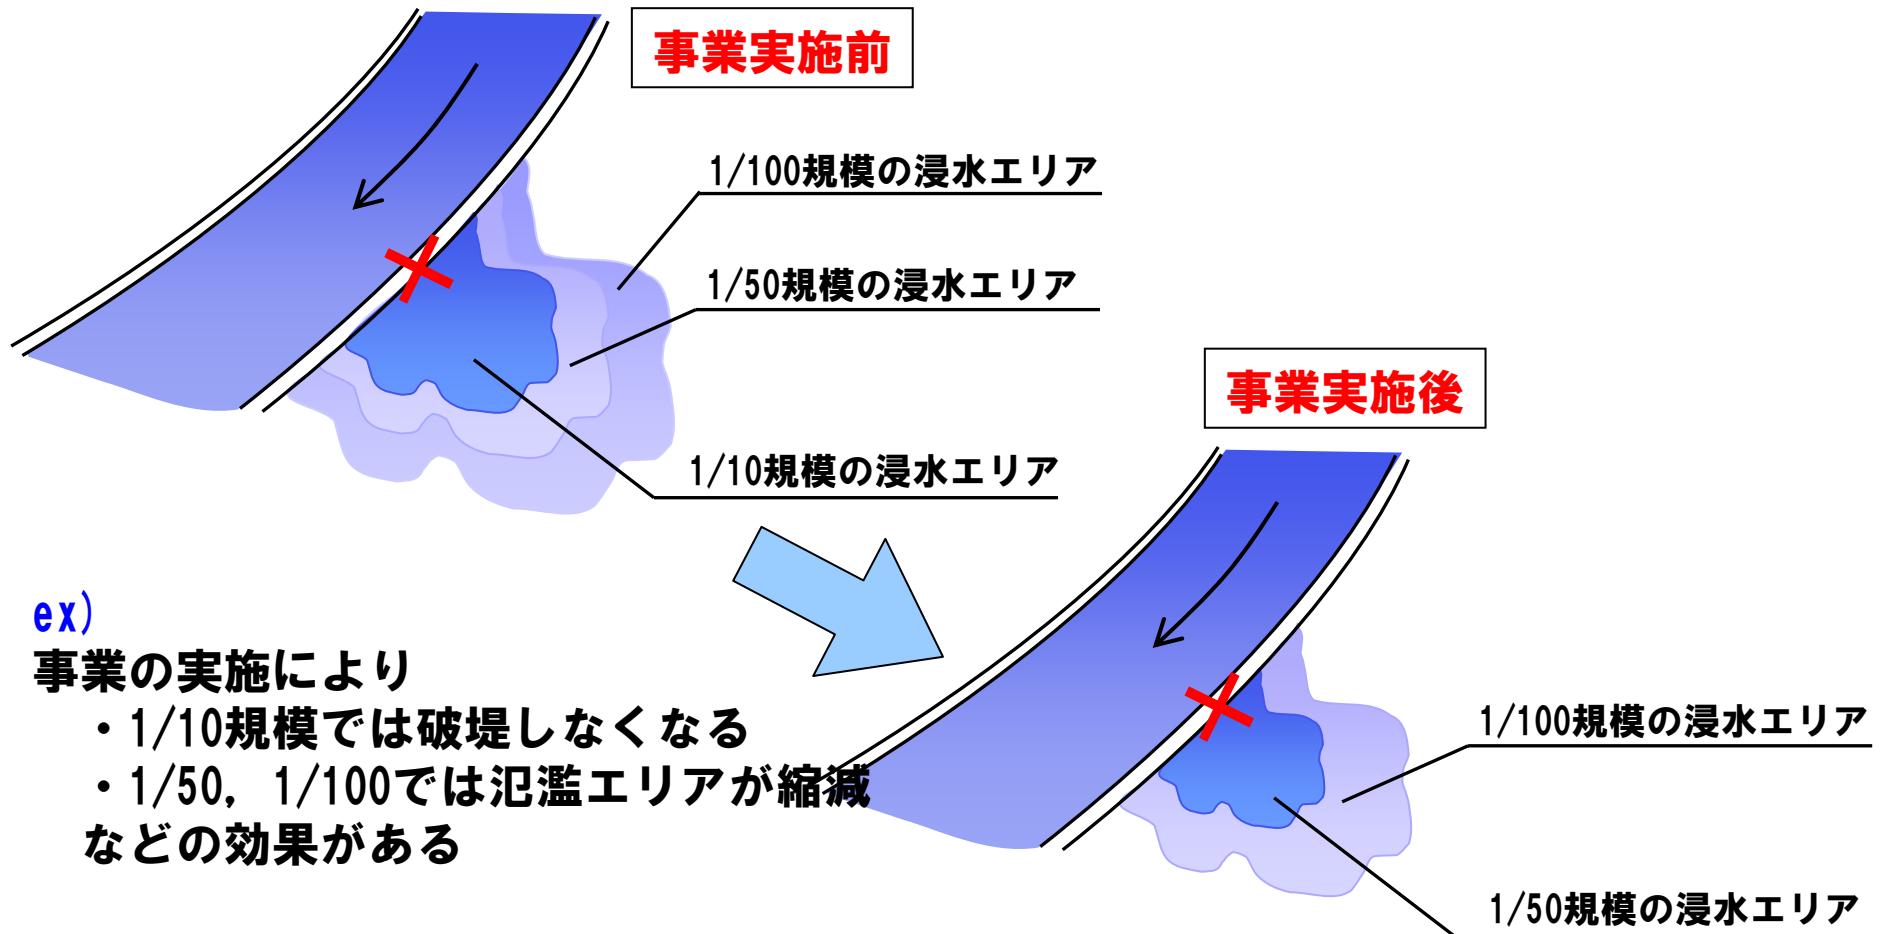 事業実施前
1/100規模の浸水エリア
1/50規模の浸水エリア
1/10規模の浸水エリア
事業実施後
1/100規模の浸水エリア
1/50規模の浸水エリア
ex)
事業の実施により
・1/10規模では破堤しなくなる
・1/50, 1/100では氾濫エリアが縮減
などの効果がある